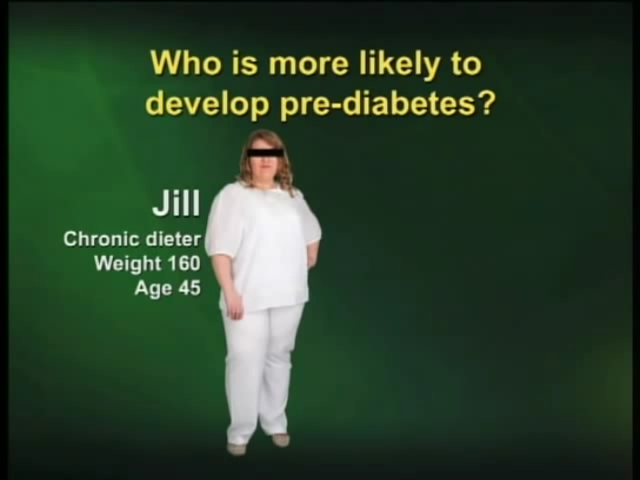 Who is more likely to
develop pre-diabetes?
Jill
Chronic dieter
Weight 160
Age 45